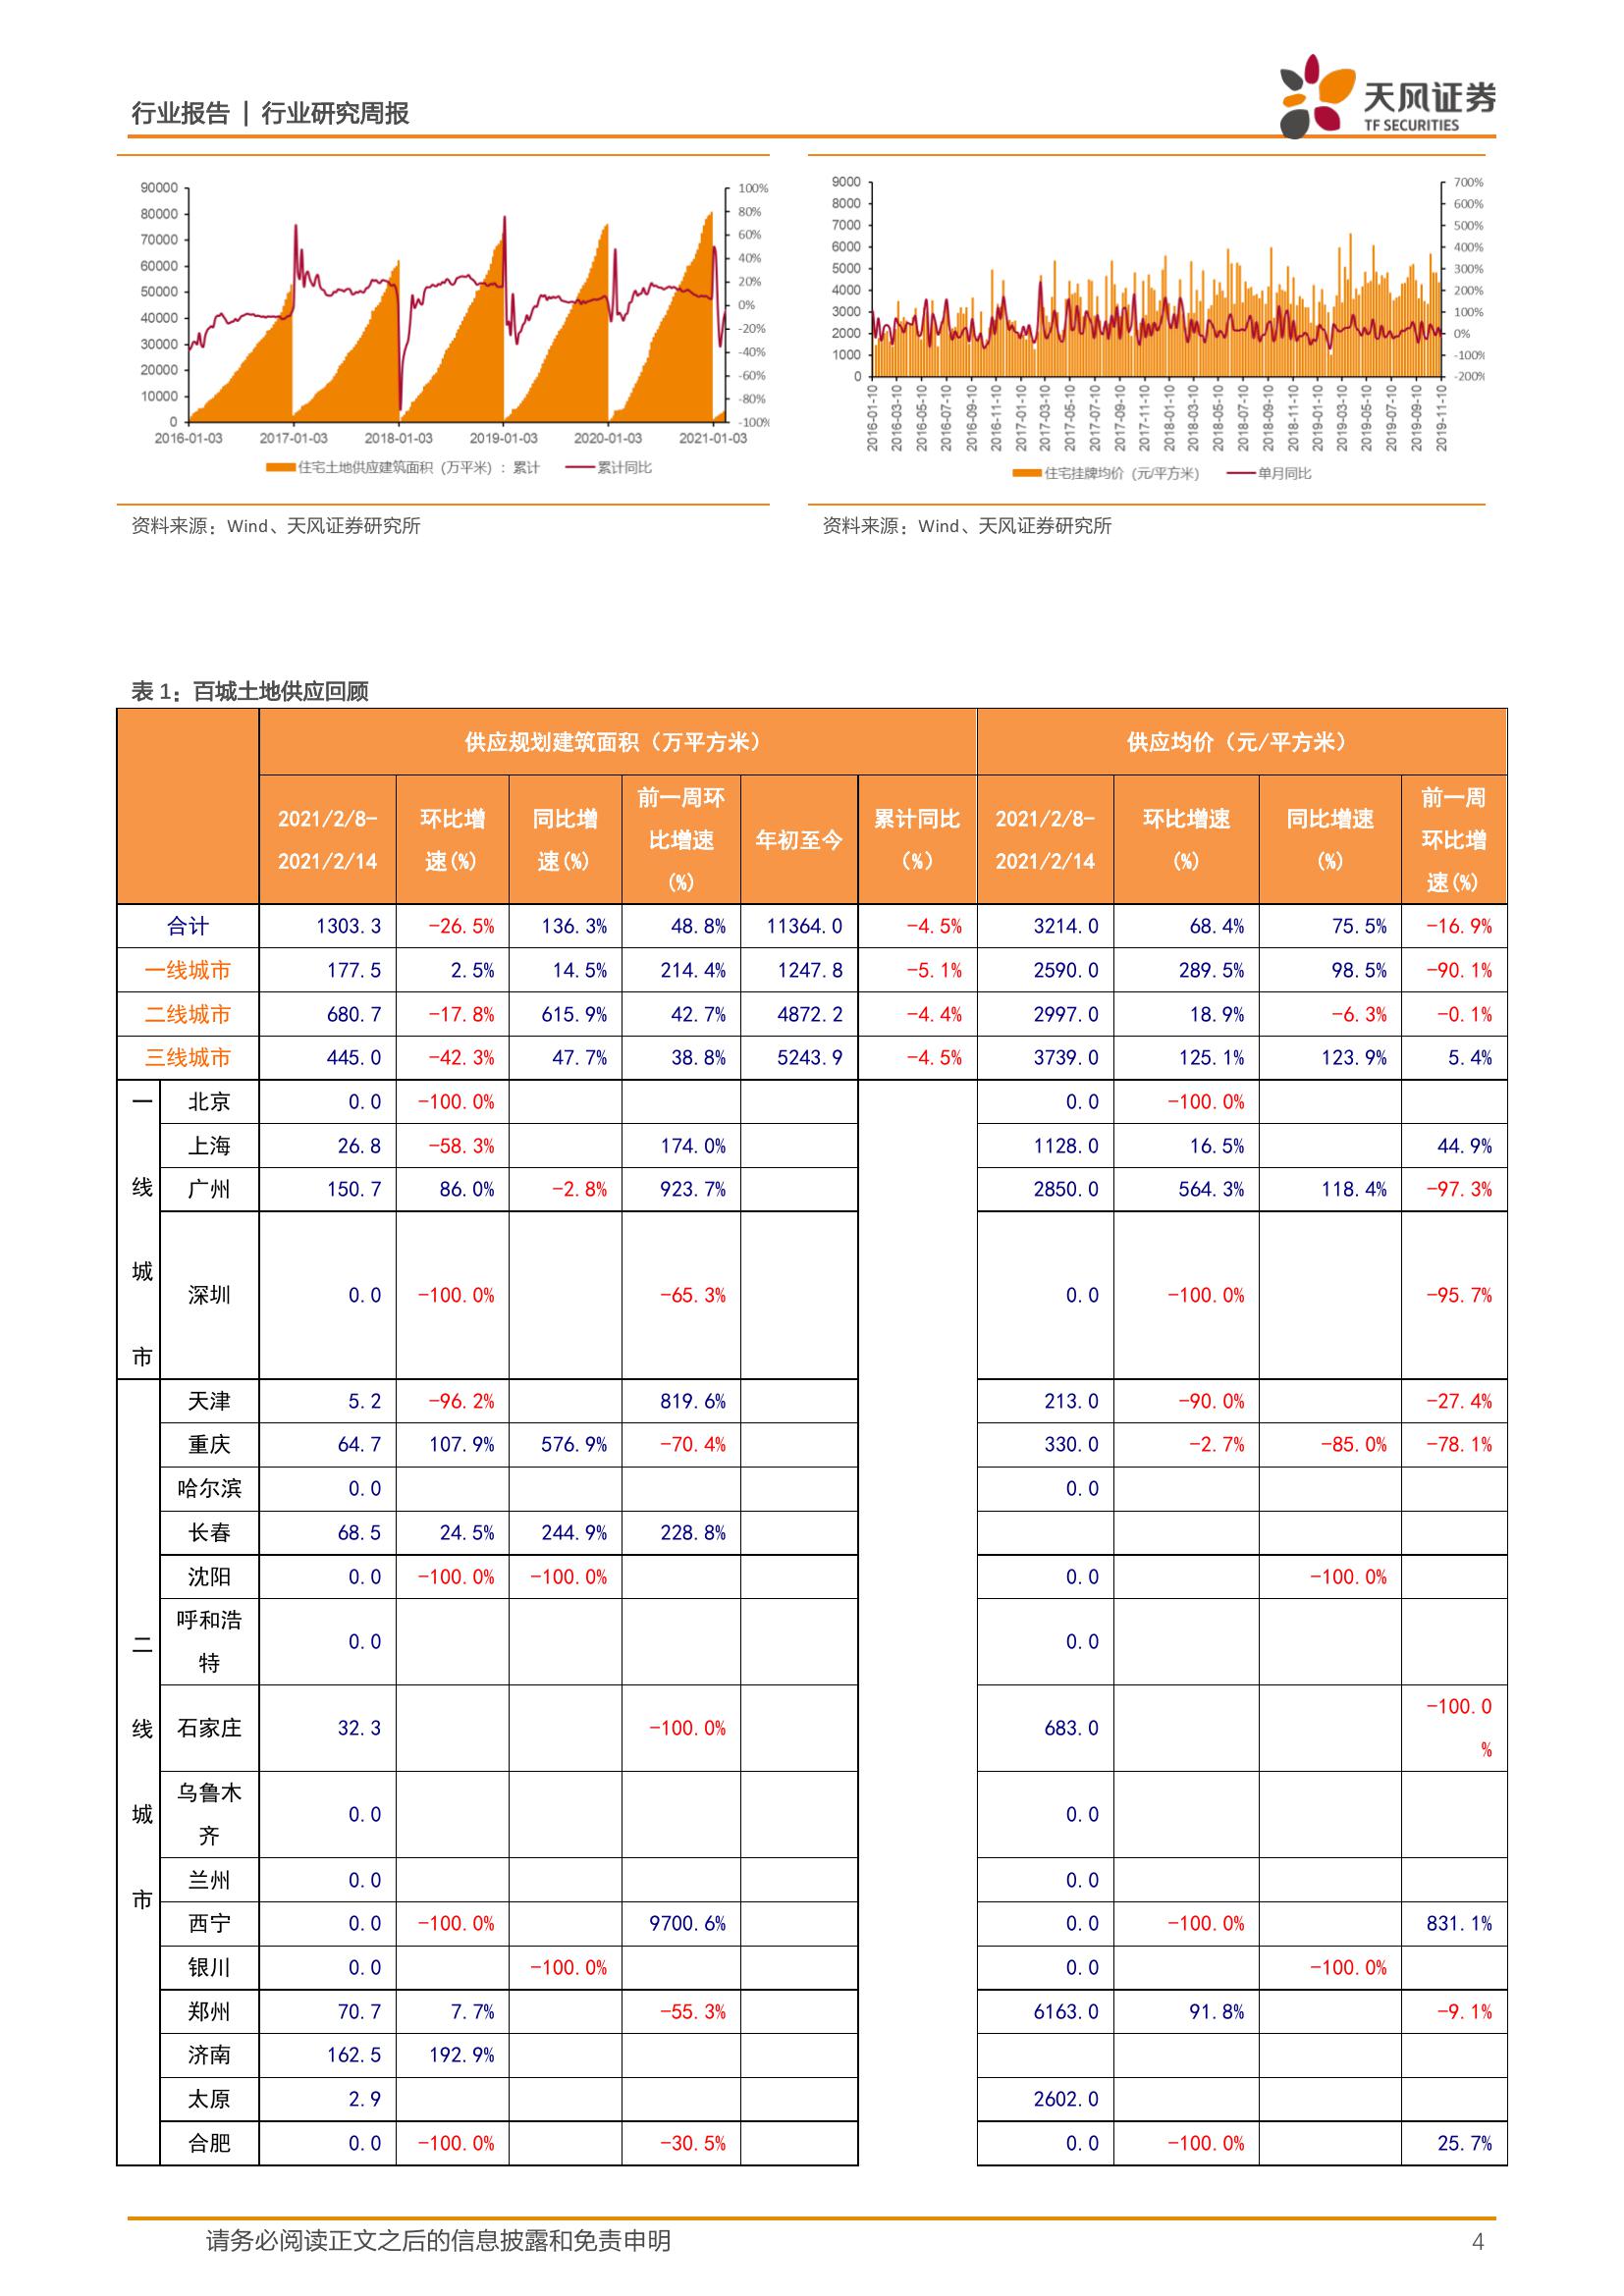 行业报告 | 行业研究周报
天风证券
TF SECURITIES
90000
80000
70000
60000
50000
40000
30000
20000
10000
0
100%
80%
60%
40%
20%
0%
-20%
-40%
-60%
-80%
-100%
2016-01-03 2017-01-03 2018-01-03 2019-01-03 2020-01-03 2021-01-03
住宅土地供应建筑面积（万平米）：累计 累计同比
9000
8000
7000
6000
5000
4000
3000
2000
1000
0
700%
600%
500%
400%
300%
200%
100%
0%
-100%
-200%
2016-01-10 2016-03-10 2016-05-10 2016-07-10 2016-09-10 2016-11-10 2017-01-10 2017-03-10 2017-05-10 2017-07-10 2017-09-10 2017-11-10 2018-01-10 2018-03-10 2018-05-10 2018-07-10 2018-09-10 2018-11-10 2019-01-10 2019-03-10 2019-05-10 2019-07-10 2019-09-10 2019-11-10
住宅挂牌均价（元/平方米） 单月同比
资料来源：Wind、天风证券研究所
资料来源：Wind、天风证券研究所
表 1：百城土地供应回顾
供应规划建筑面积（万平方米） 供应均价（元/平方米）
2021/2/8-2021/2/14 环比增速(%) 同比增速(%) 前一周环比增速(%) 年初至今 累计同比(%) 2021/2/8-2021/2/14 环比增速(%) 同比增速(%) 前一周环比增速(%)
合计 1303.3 -26.5% 136.3% 48.8% 11364.0 -4.5% 3214.0 68.4% 75.5% -16.9%
一线城市 177.5 2.5% 14.5% 214.4% 1247.8 -5.1% 2590.0 289.5% 98.5% -90.1%
二线城市 680.7 -17.8% 615.9% 42.7% 4872.2 -4.4% 2997.0 18.9% -6.3% -0.1%
三线城市 445.0 -42.3% 47.7% 38.8% 5243.9 -4.5% 3739.0 125.1% 123.9% 5.4%
一线城市
北京 0.0 -100.0% 0.0 -100.0%
上海 26.8 -58.3% 174.0% 1128.0 16.5% 44.9%
广州 150.7 86.0% -2.8% 923.7% 2850.0 564.3% 118.4% -97.3%
深圳 0.0 -100.0% -65.3% 0.0 -100.0% -95.7%
二线城市
天津 5.2 -96.2% 819.6% 213.0 -90.0% -27.4%
重庆 64.7 107.9% 576.9% -70.4% 330.0 -2.7% -85.0% -78.1%
哈尔滨 0.0 0.0
长春 68.5 24.5% 244.9% 228.8%
沈阳 0.0 -100.0% -100.0% 0.0 -100.0%
呼和浩特 0.0 0.0
石家庄 32.3 -100.0% 683.0 -100.0%
乌鲁木齐 0.0 0.0
兰州 0.0 0.0
西宁 0.0 -100.0% 9700.6% 0.0 -100.0% 831.1%
银川 0.0 -100.0% 0.0 -100.0%
郑州 70.7 7.7% -55.3% 6163.0 91.8% -9.1%
济南 162.5 192.9%
太原 2.9 2602.0
合肥 0.0 -100.0% -30.5% 0.0 -100.0% 25.7%
请务必阅读正文之后的信息披露和免责申明 4